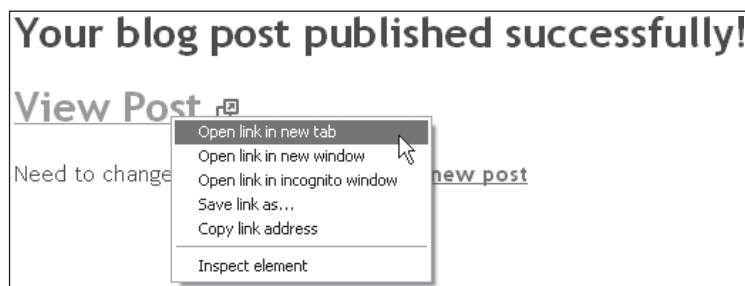 Your blog post published successfully!
View Post
Open link in new tab
Open link in new window
Need to change
Open link in incognito window
new post
Save link as...
Copy link address
Inspect element